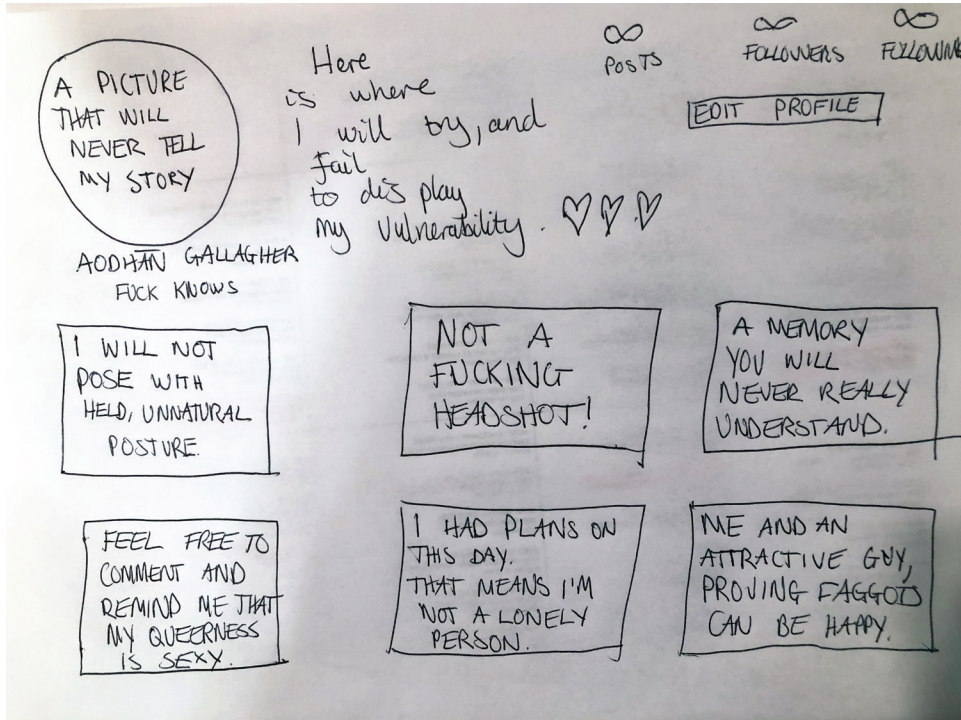 A PICTURE
THAT WILL
NEVER TELL
MY STORY
AODHÁN GALLAGHER
FUCK KNOWS
Here
is where
I will try, and
fail
to display
my vulnerability. ♡♡♡
∞ ∞ ∞
POSTS FOLLOWERS FOLLOWING
EDIT PROFILE
I WILL NOT
POSE WITH
HELD, UNNATURAL
POSTURE.
NOT A
FUCKING
HEADSHOT!
A MEMORY
YOU WILL
NEVER REALLY
UNDERSTAND.
FEEL FREE TO
COMMENT AND
REMIND ME THAT
MY QUEERNESS
IS SEXY.
I HAD PLANS ON
THIS DAY.
THAT MEANS I'M
NOT A LONELY
PERSON.
ME AND AN
ATTRACTIVE GUY,
PROVING FAGGOTS
CAN BE HAPPY.